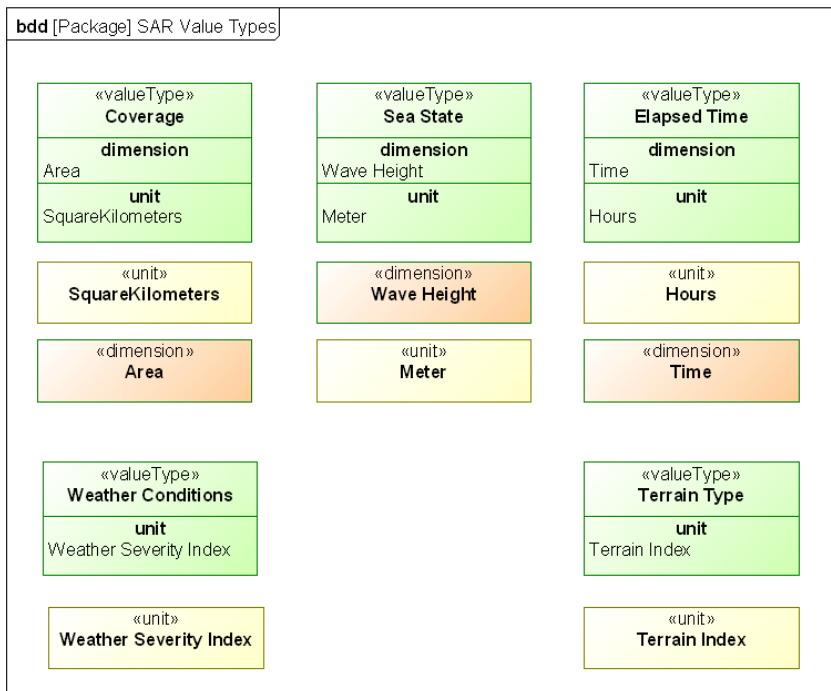 bdd [Package] SAR Value Types
«valueType»
Coverage
dimension
Area
unit
SquareKilometers
«valueType»
Sea State
dimension
Wave Height
unit
Meter
«valueType»
Elapsed Time
dimension
Time
unit
Hours
«unit»
SquareKilometers
«dimension»
Wave Height
«unit»
Hours
«dimension»
Area
«unit»
Meter
«dimension»
Time
«valueType»
Weather Conditions
unit
Weather Severity Index
«valueType»
Terrain Type
unit
Terrain Index
«unit»
Weather Severity Index
«unit»
Terrain Index